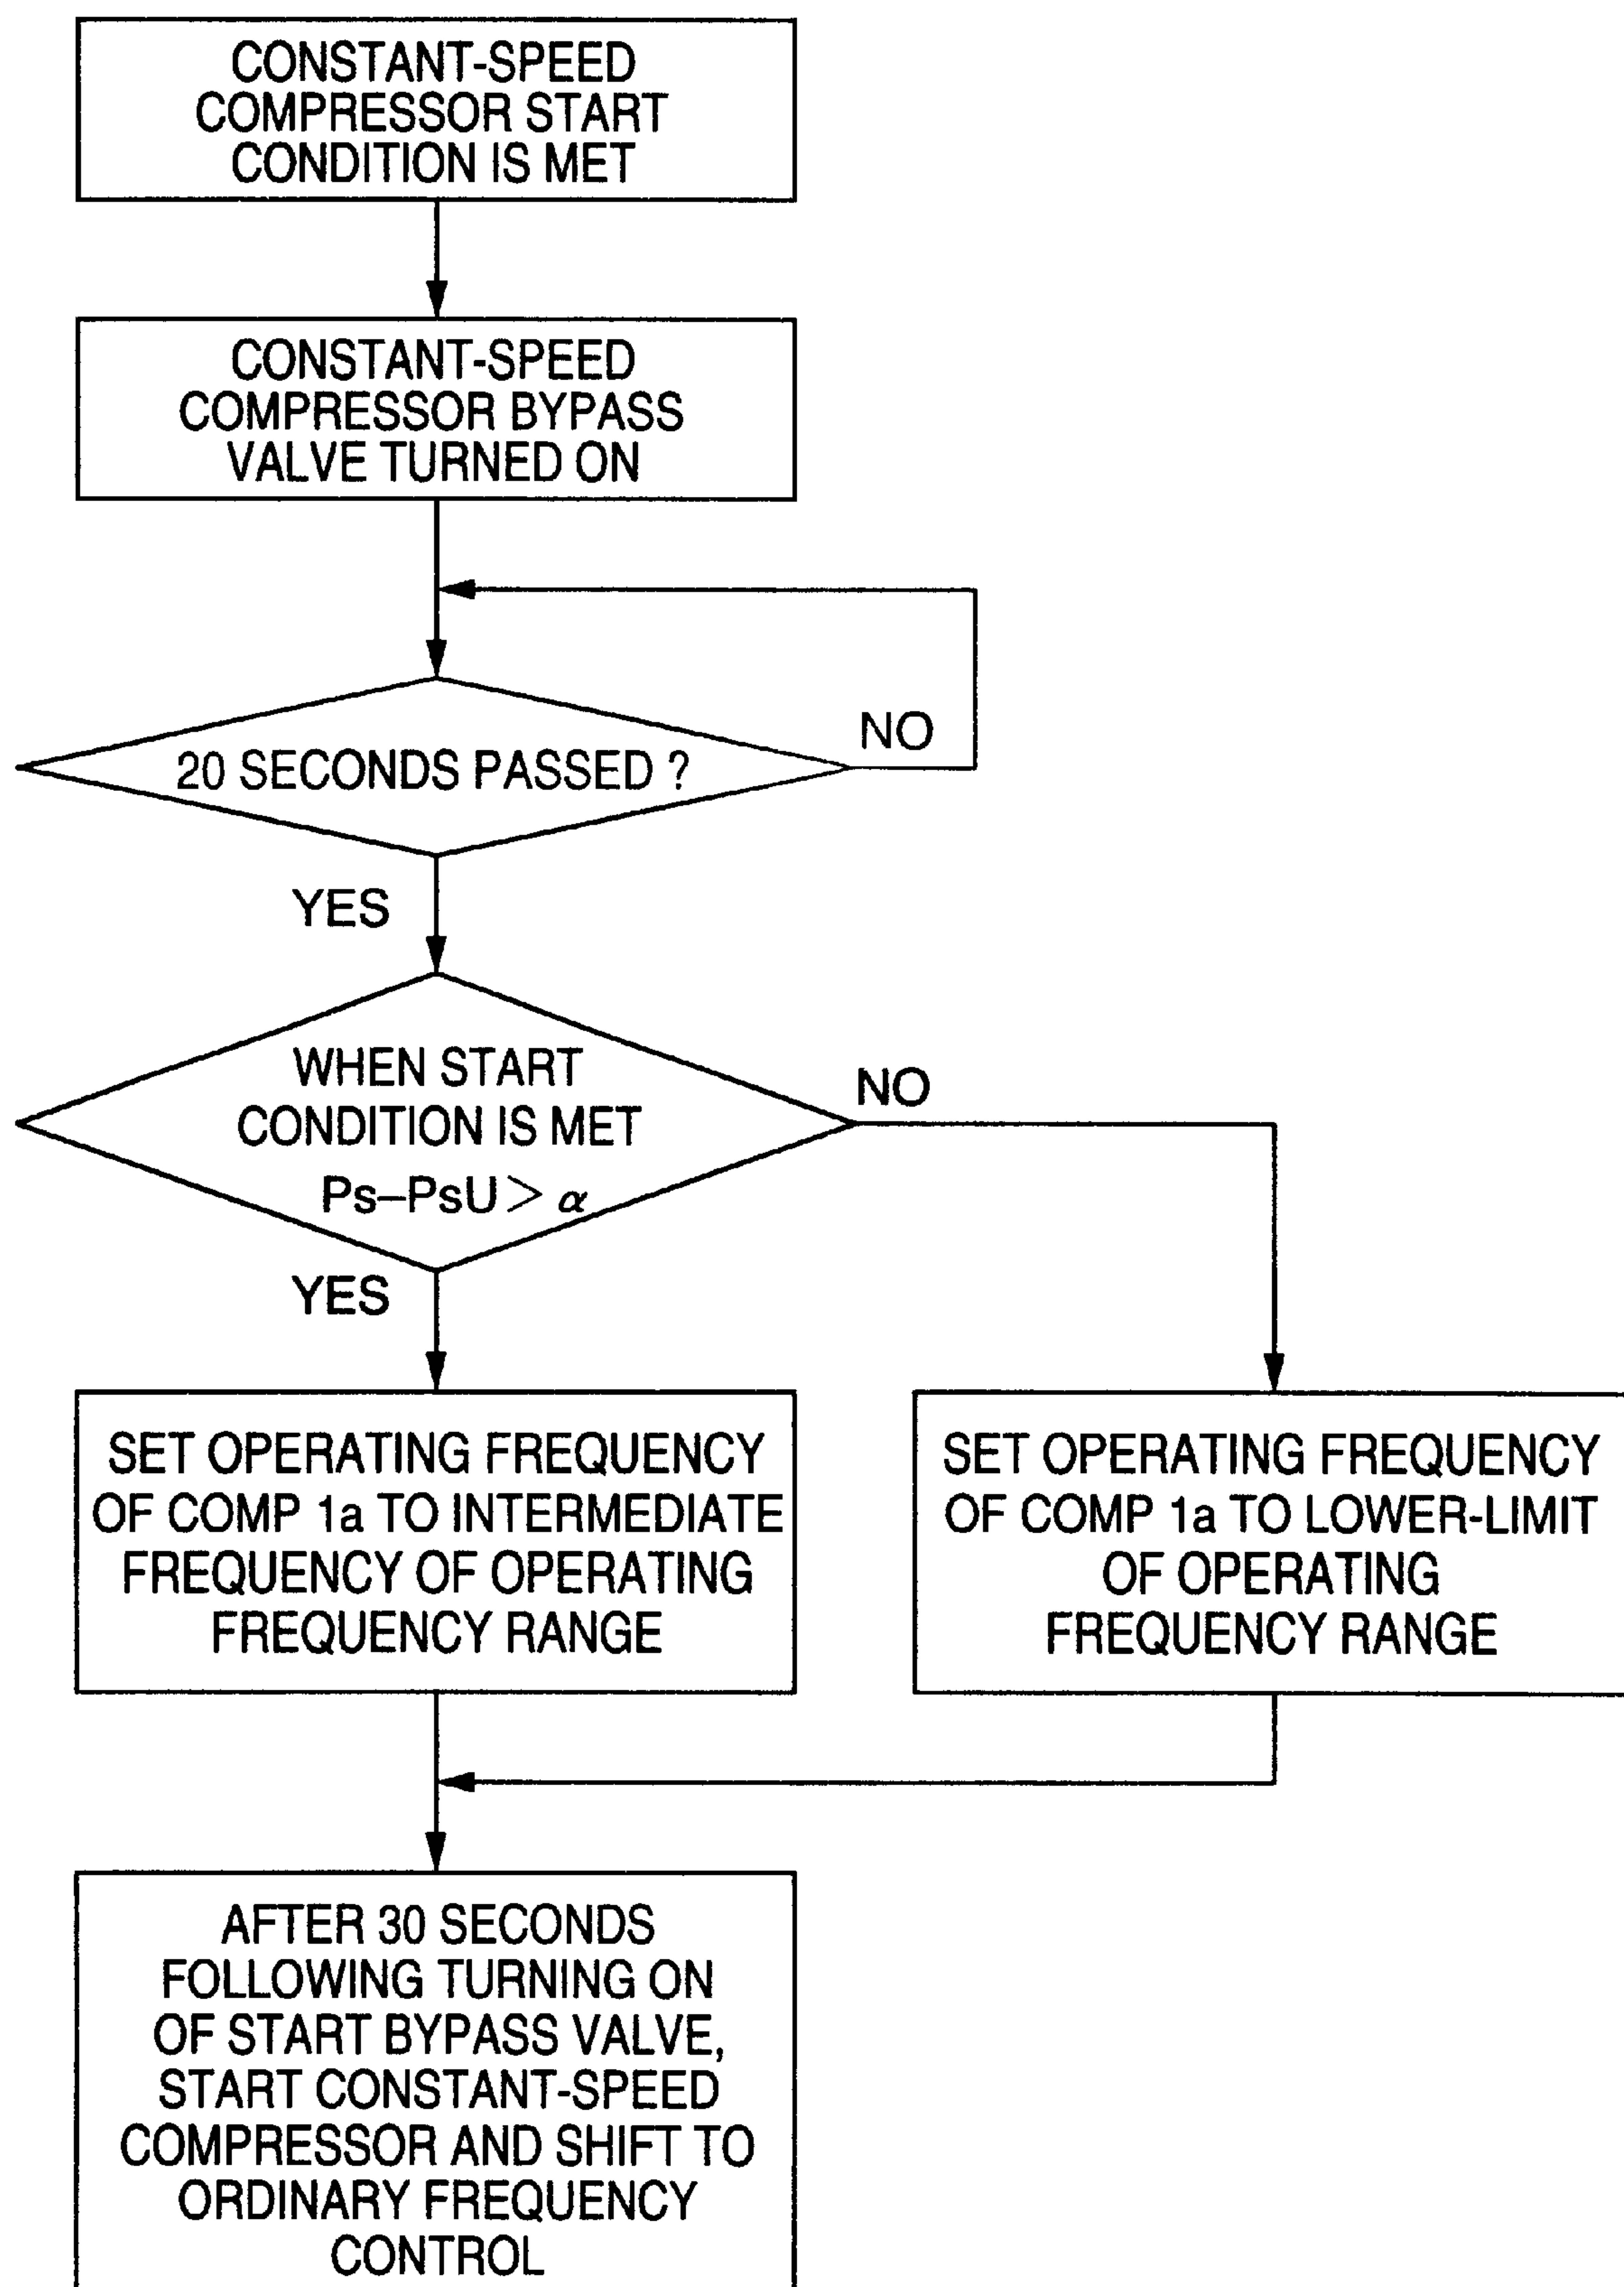 CONSTANT-SPEED
COMPRESSOR START
CONDITION IS MET
CONSTANT-SPEED
COMPRESSOR BYPASS
VALVE TURNED ON
NO
20 SECONDS PASSED ?
YES
WHEN START
CONDITION IS MET
Ps–PsU > α
NO
YES
SET OPERATING FREQUENCY
OF COMP 1a TO INTERMEDIATE
FREQUENCY OF OPERATING
FREQUENCY RANGE
SET OPERATING FREQUENCY
OF COMP 1a TO LOWER-LIMIT
OF OPERATING
FREQUENCY RANGE
AFTER 30 SECONDS
FOLLOWING TURNING ON
OF START BYPASS VALVE,
START CONSTANT-SPEED
COMPRESSOR AND SHIFT TO
ORDINARY FREQUENCY
CONTROL